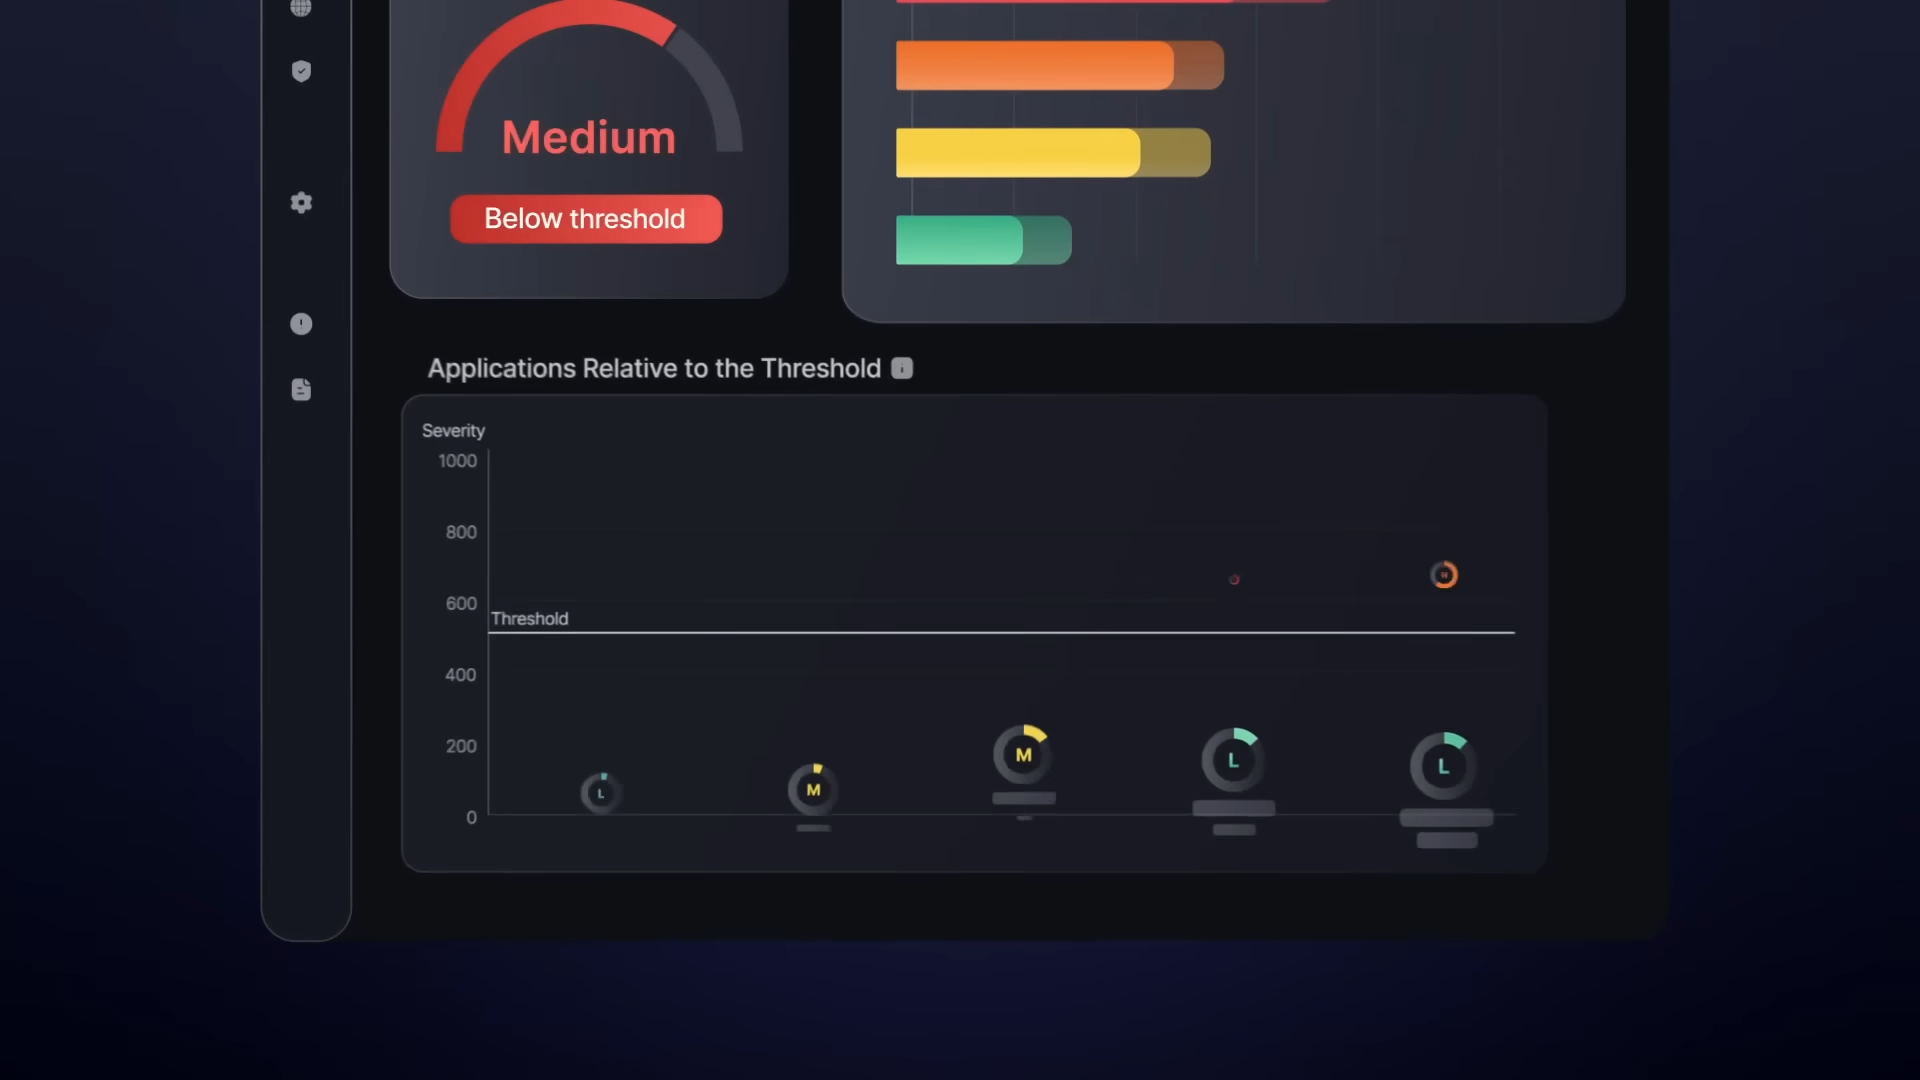 Medium
Below threshold
Applications Relative to the Threshold
Severity
1000
800
600
Threshold
400
200
0
L
M
M
L
L